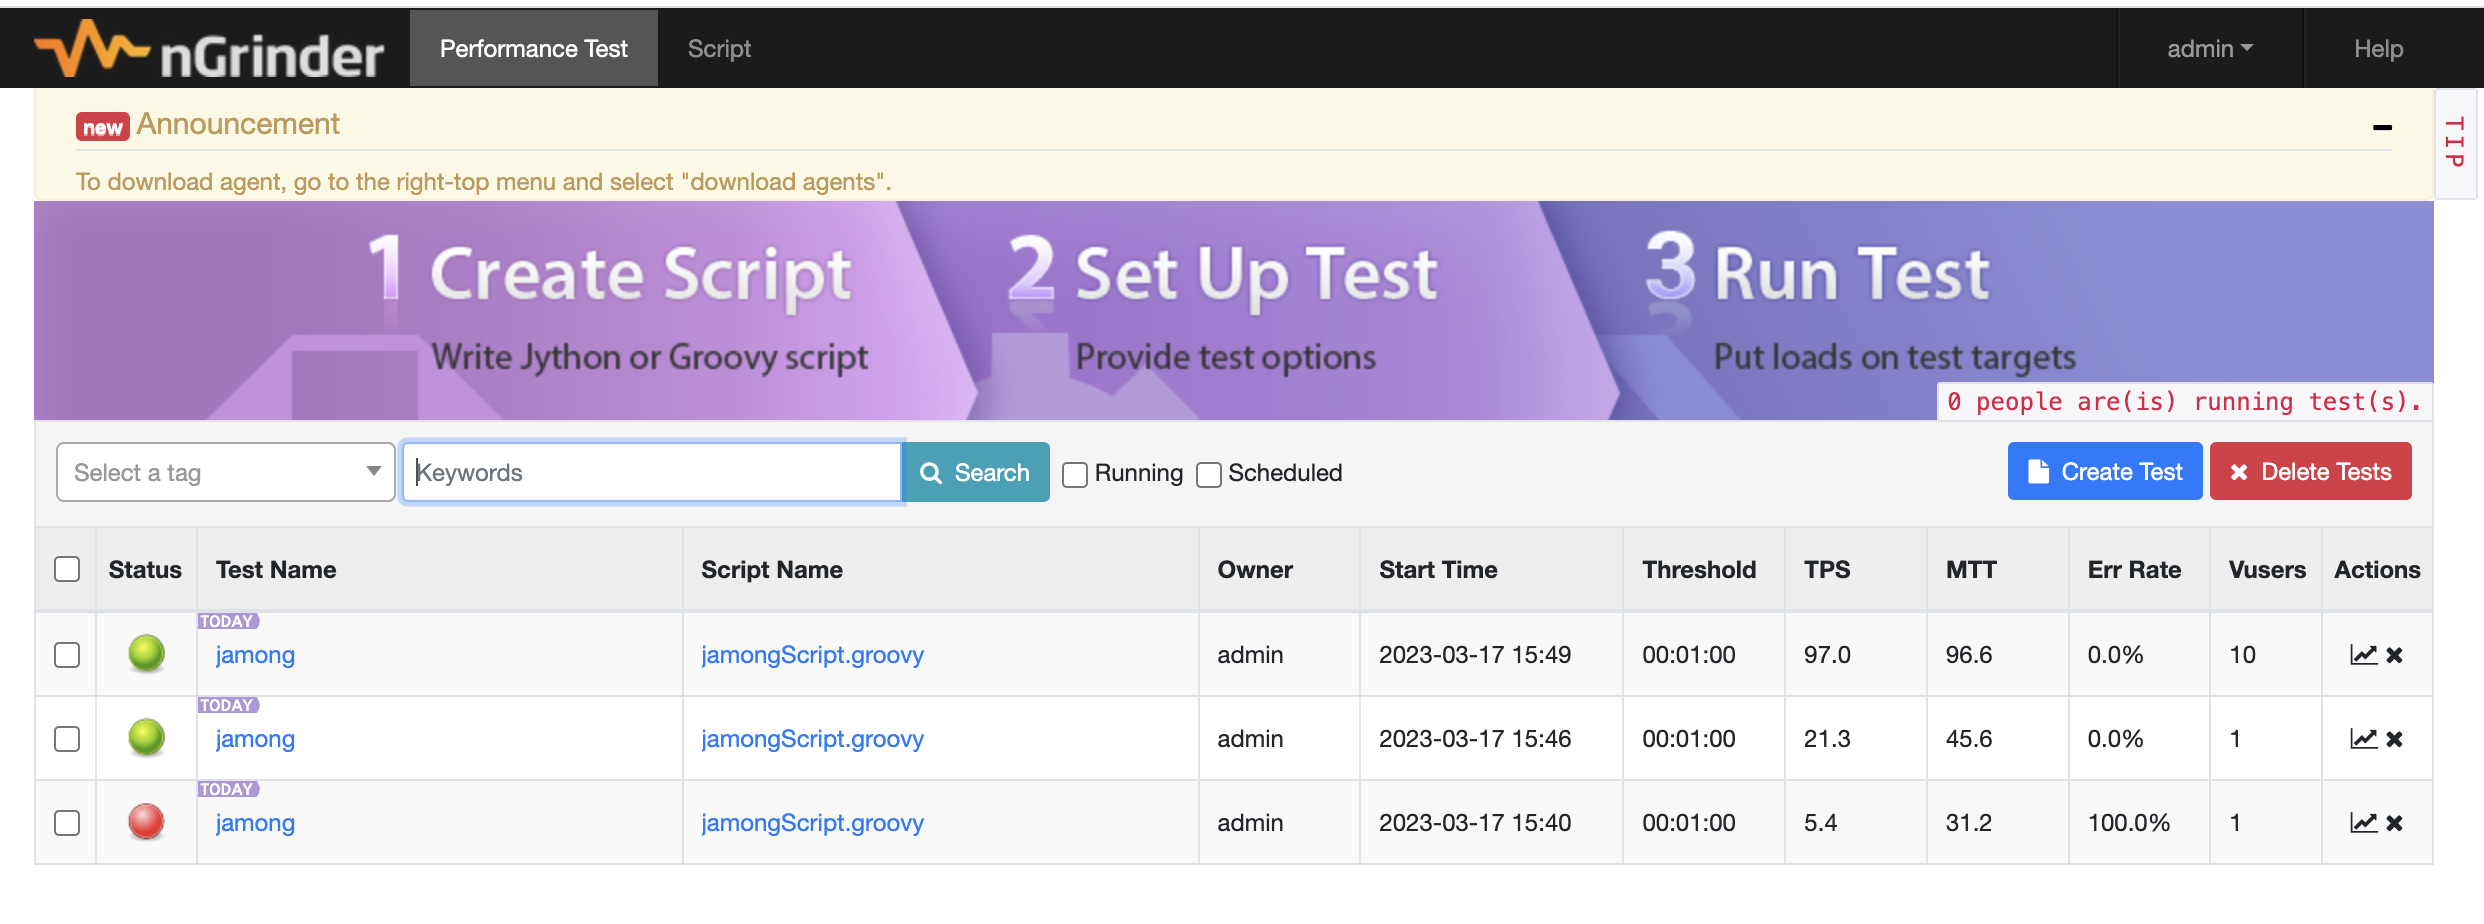 nGrinder Performance Test Script admin Help
new Announcement
To download agent, go to the right-top menu and select "download agents".
TIP
1 Create Script 2 Set Up Test 3 Run Test
Write Jython or Groovy script Provide test options Put loads on test targets
0 people are(is) running test(s).
Select a tag Keywords Search Running Scheduled Create Test Delete Tests
Status Test Name Script Name Owner Start Time Threshold TPS MTT Err Rate Vusers Actions
TODAY
jamong jamongScript.groovy admin 2023-03-17 15:49 00:01:00 97.0 96.6 0.0% 10
TODAY
jamong jamongScript.groovy admin 2023-03-17 15:46 00:01:00 21.3 45.6 0.0% 1
TODAY
jamong jamongScript.groovy admin 2023-03-17 15:40 00:01:00 5.4 31.2 100.0% 1